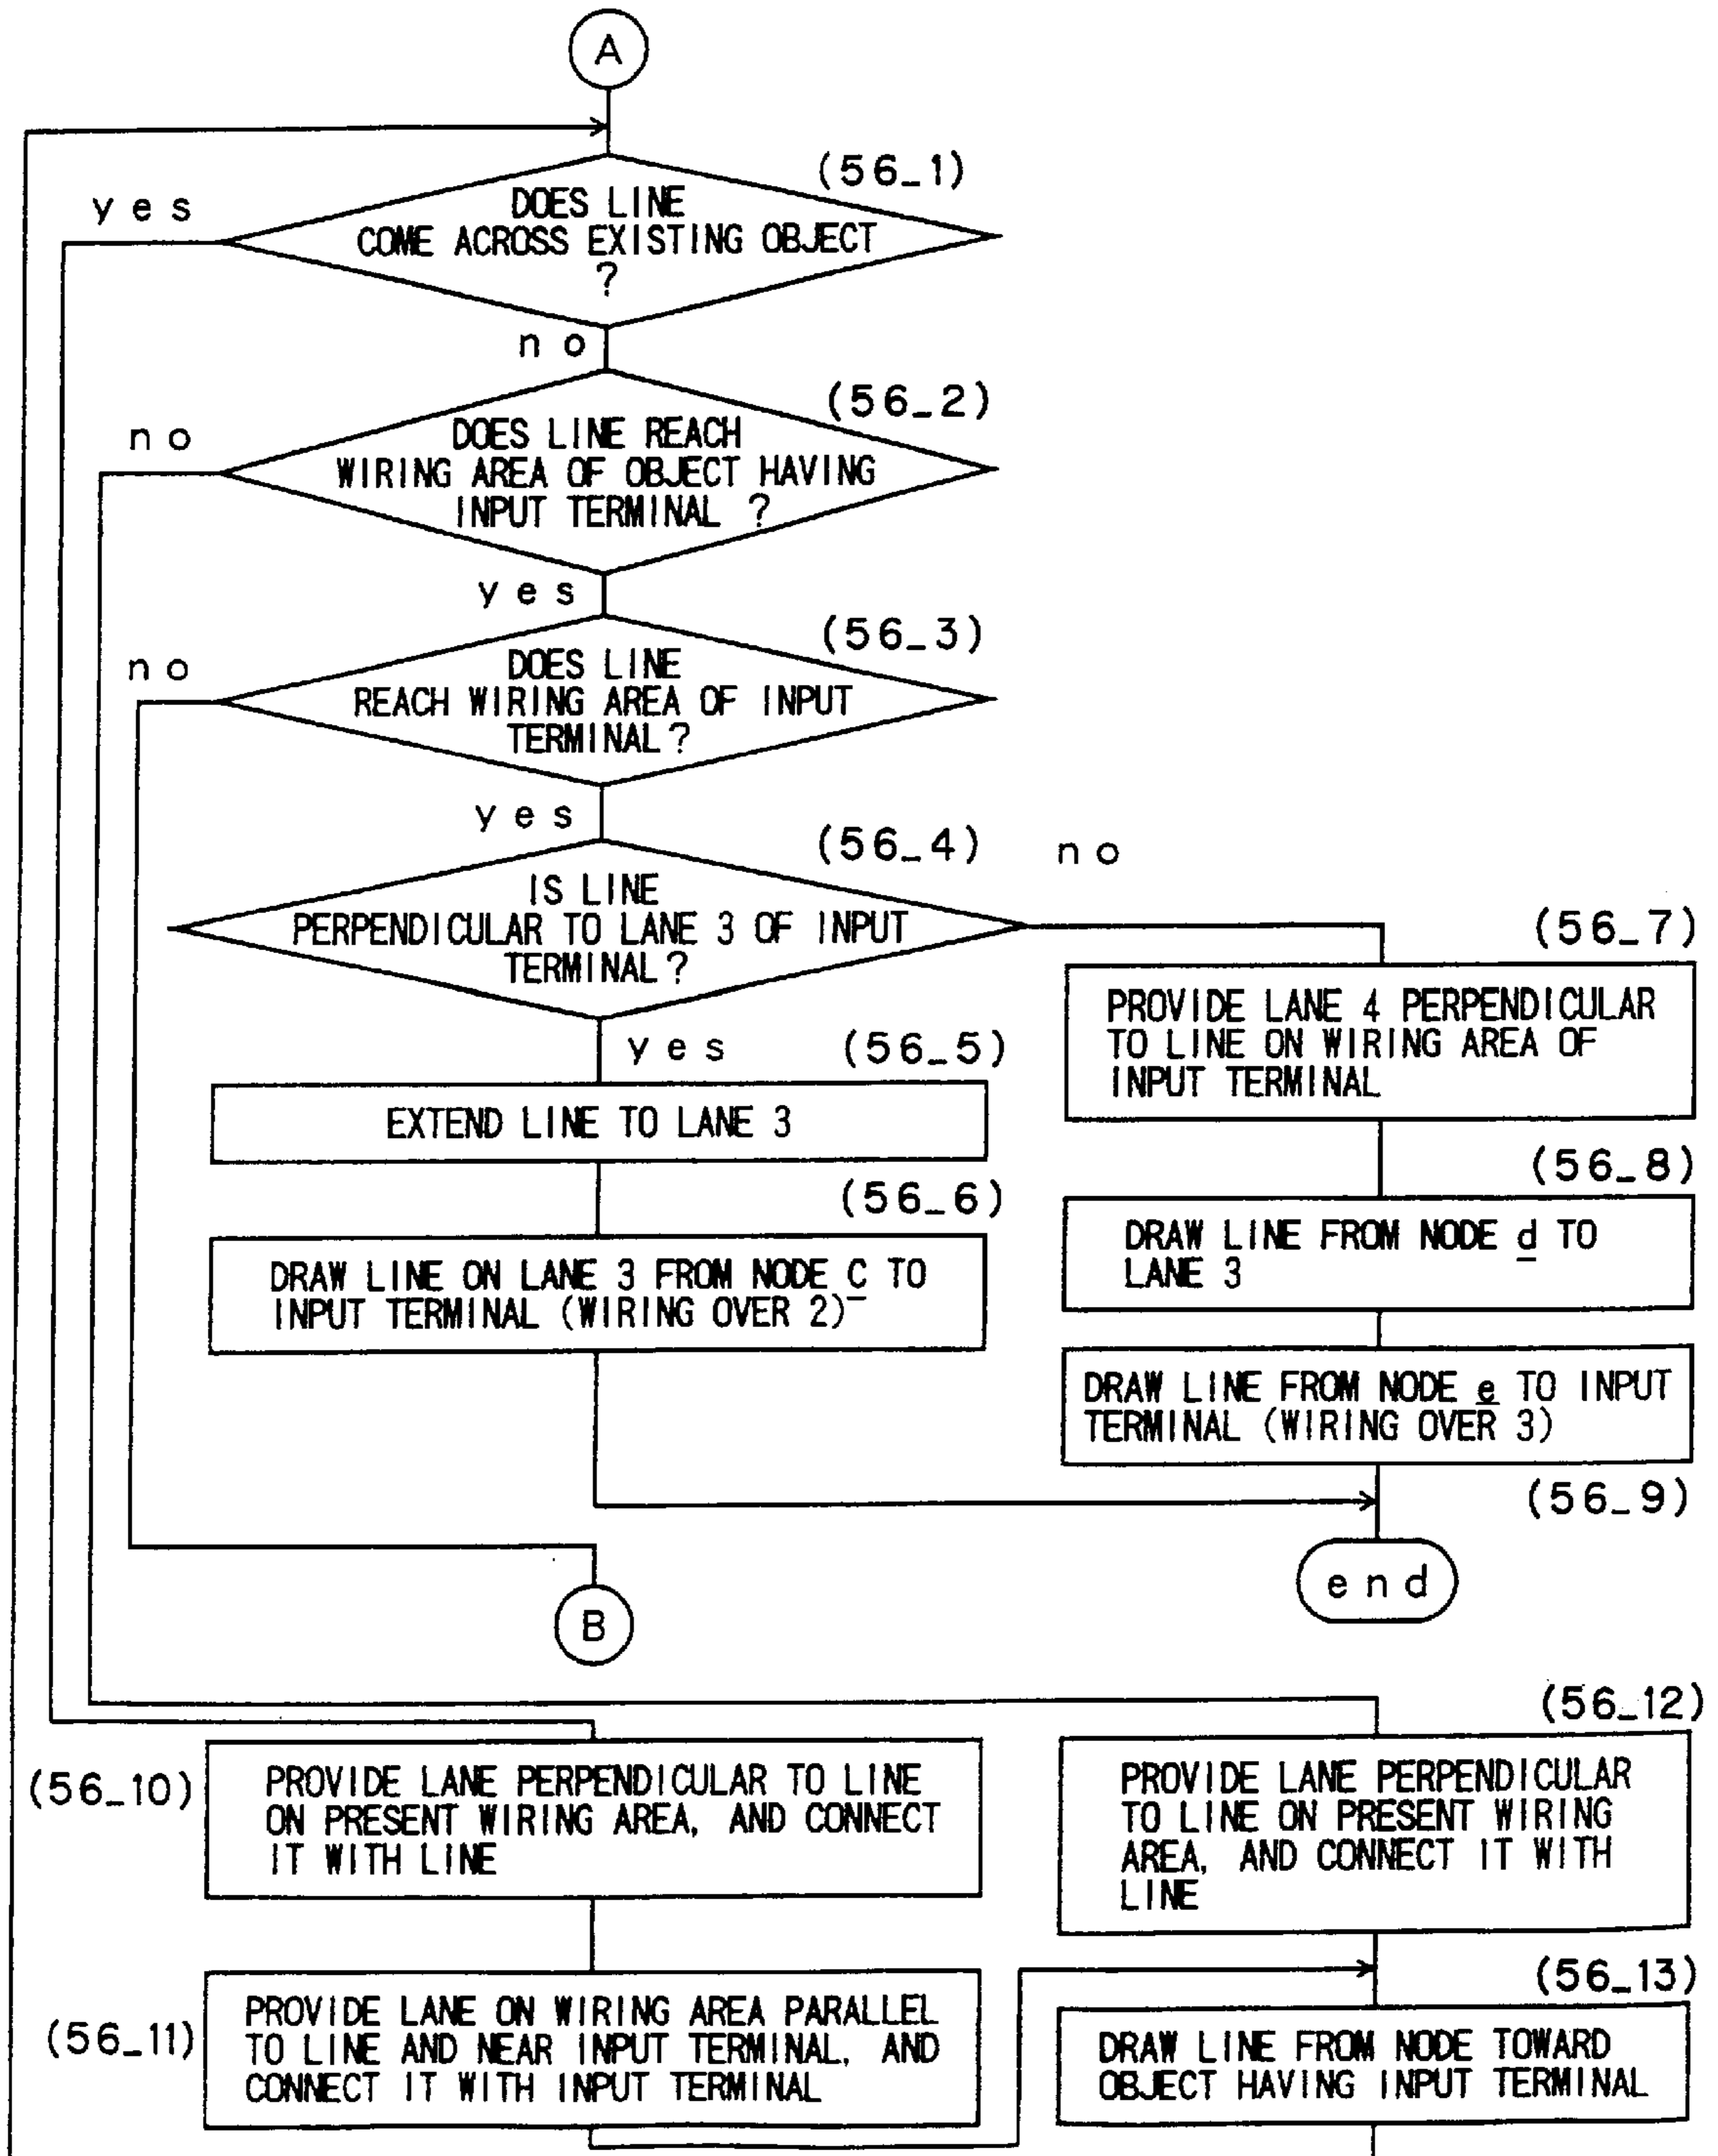 A
(56_1)
yes
DOES LINE
COME ACROSS EXISTING OBJECT
?
no
(56_2)
no
DOES LINE REACH
WIRING AREA OF OBJECT HAVING
INPUT TERMINAL ?
yes
(56_3)
no
DOES LINE
REACH WIRING AREA OF INPUT
TERMINAL?
yes
(56_4)
no
IS LINE
PERPENDICULAR TO LANE 3 OF INPUT
TERMINAL?
(56_7)
PROVIDE LANE 4 PERPENDICULAR
TO LINE ON WIRING AREA OF
INPUT TERMINAL
yes
(56_5)
EXTEND LINE TO LANE 3
(56_8)
(56_6)
DRAW LINE FROM NODE d TO
LANE 3
DRAW LINE ON LANE 3 FROM NODE C TO
INPUT TERMINAL (WIRING OVER 2)
DRAW LINE FROM NODE e TO INPUT
TERMINAL (WIRING OVER 3)
(56_9)
end
B
(56_12)
(56_10)
PROVIDE LANE PERPENDICULAR TO LINE
ON PRESENT WIRING AREA, AND CONNECT
IT WITH LINE
PROVIDE LANE PERPENDICULAR
TO LINE ON PRESENT WIRING
AREA, AND CONNECT IT WITH
LINE
(56_13)
(56_11)
PROVIDE LANE ON WIRING AREA PARALLEL
TO LINE AND NEAR INPUT TERMINAL, AND
CONNECT IT WITH INPUT TERMINAL
DRAW LINE FROM NODE TOWARD
OBJECT HAVING INPUT TERMINAL